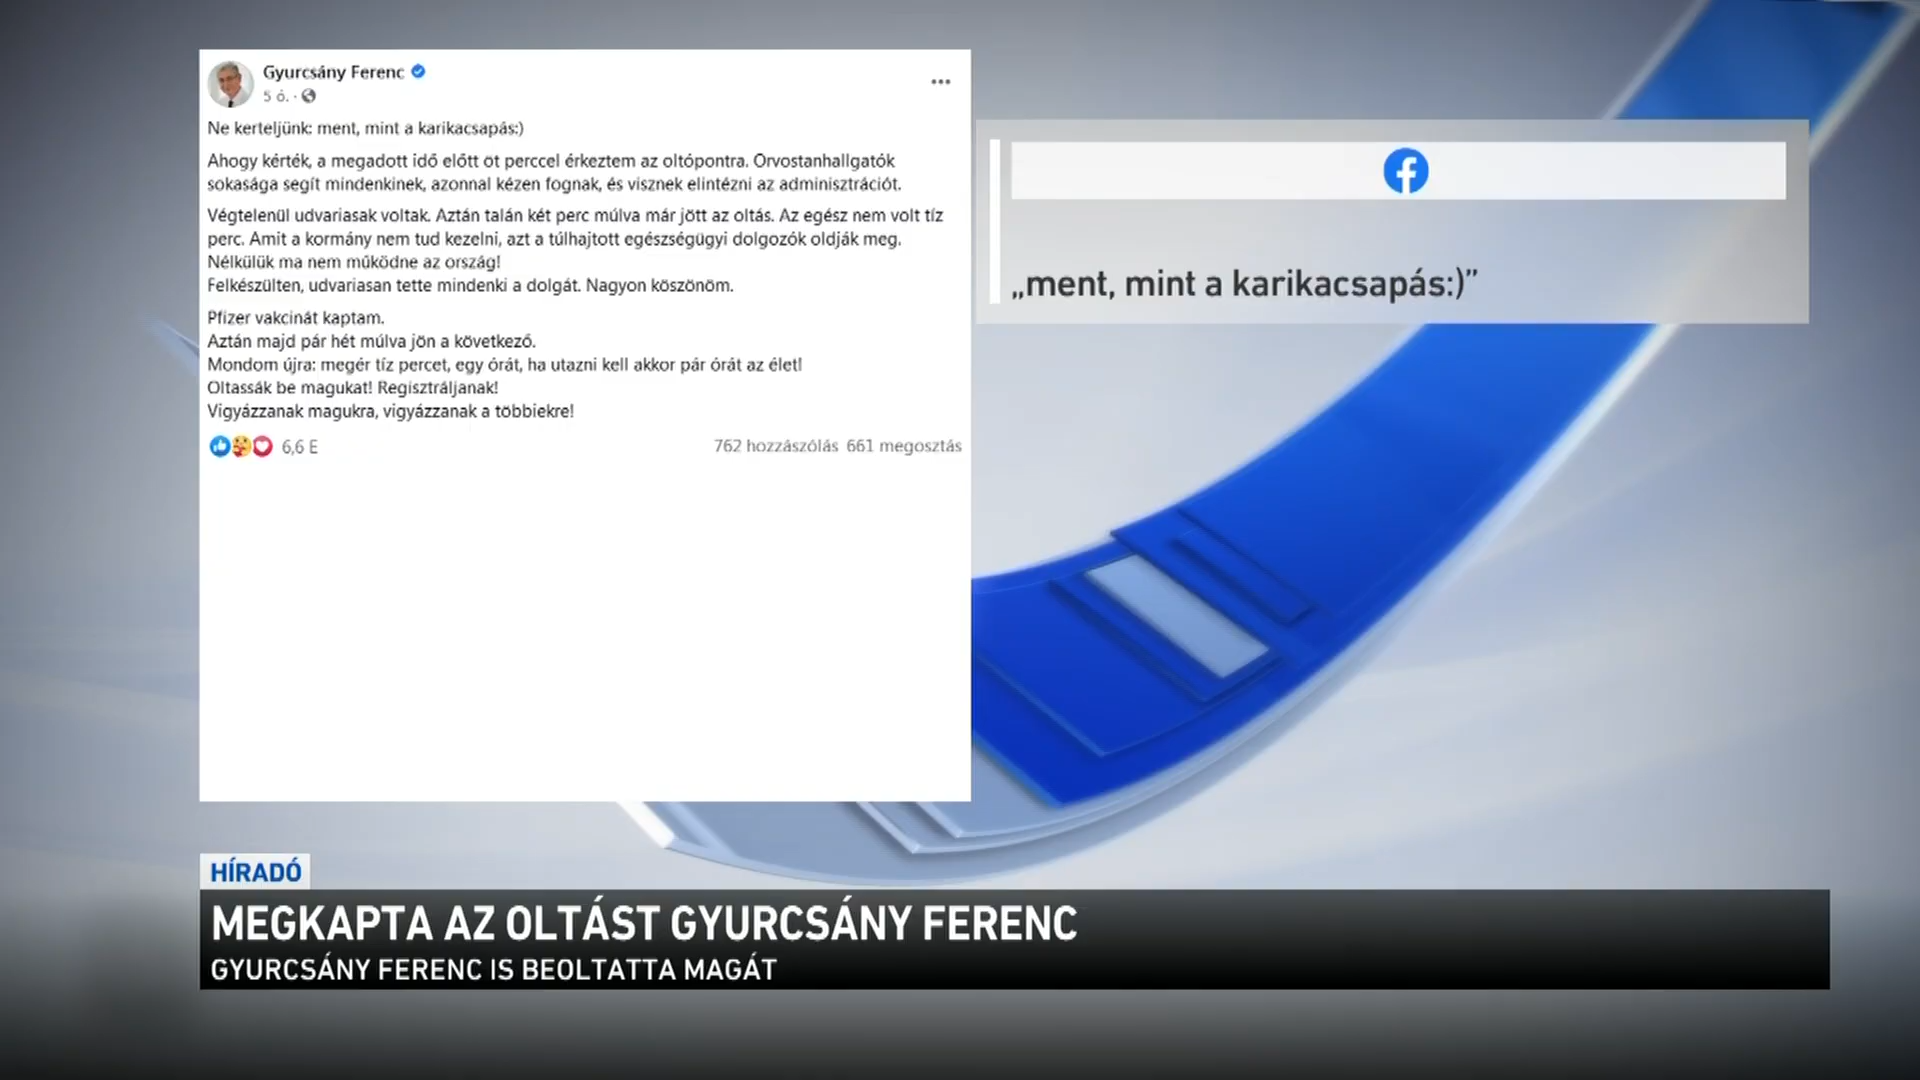 Gyurcsány Ferenc
5 ó. ·
Ne kerteljünk: ment, mint a karikacsapás:)
Ahogy kérték, a megadott idő előtt öt perccel érkeztem az oltópontra. Orvostanhallgatók
sokasága segít mindenkinek, azonnal kézen fognak, és visznek elintézni az adminisztrációt.
Végtelenül udvariasak voltak. Aztán talán két perc múlva már jött az oltás. Az egész nem volt tíz
perc. Amit a kormány nem tud kezelni, azt a túlhajtott egészségügyi dolgozók oldják meg.
Nélkülük ma nem működne az ország!
Felkészülten, udvariasan tette mindenki a dolgát. Nagyon köszönöm.
Pfizer vakcinát kaptam.
Aztán majd pár hét múlva jön a következő.
Mondom újra: megér tíz percet, egy órát, ha utazni kell akkor pár órát az élet!
Oltassák be magukat! Regisztráljanak!
Vigyázzanak magukra, vigyázzanak a többiekre!
6,6 E
762 hozzászólás 661 megosztás
„ment, mint a karikacsapás:)”
HÍRADÓ
MEGKAPTA AZ OLTÁST GYURCSÁNY FERENC
GYURCSÁNY FERENC IS BEOLTATTA MAGÁT